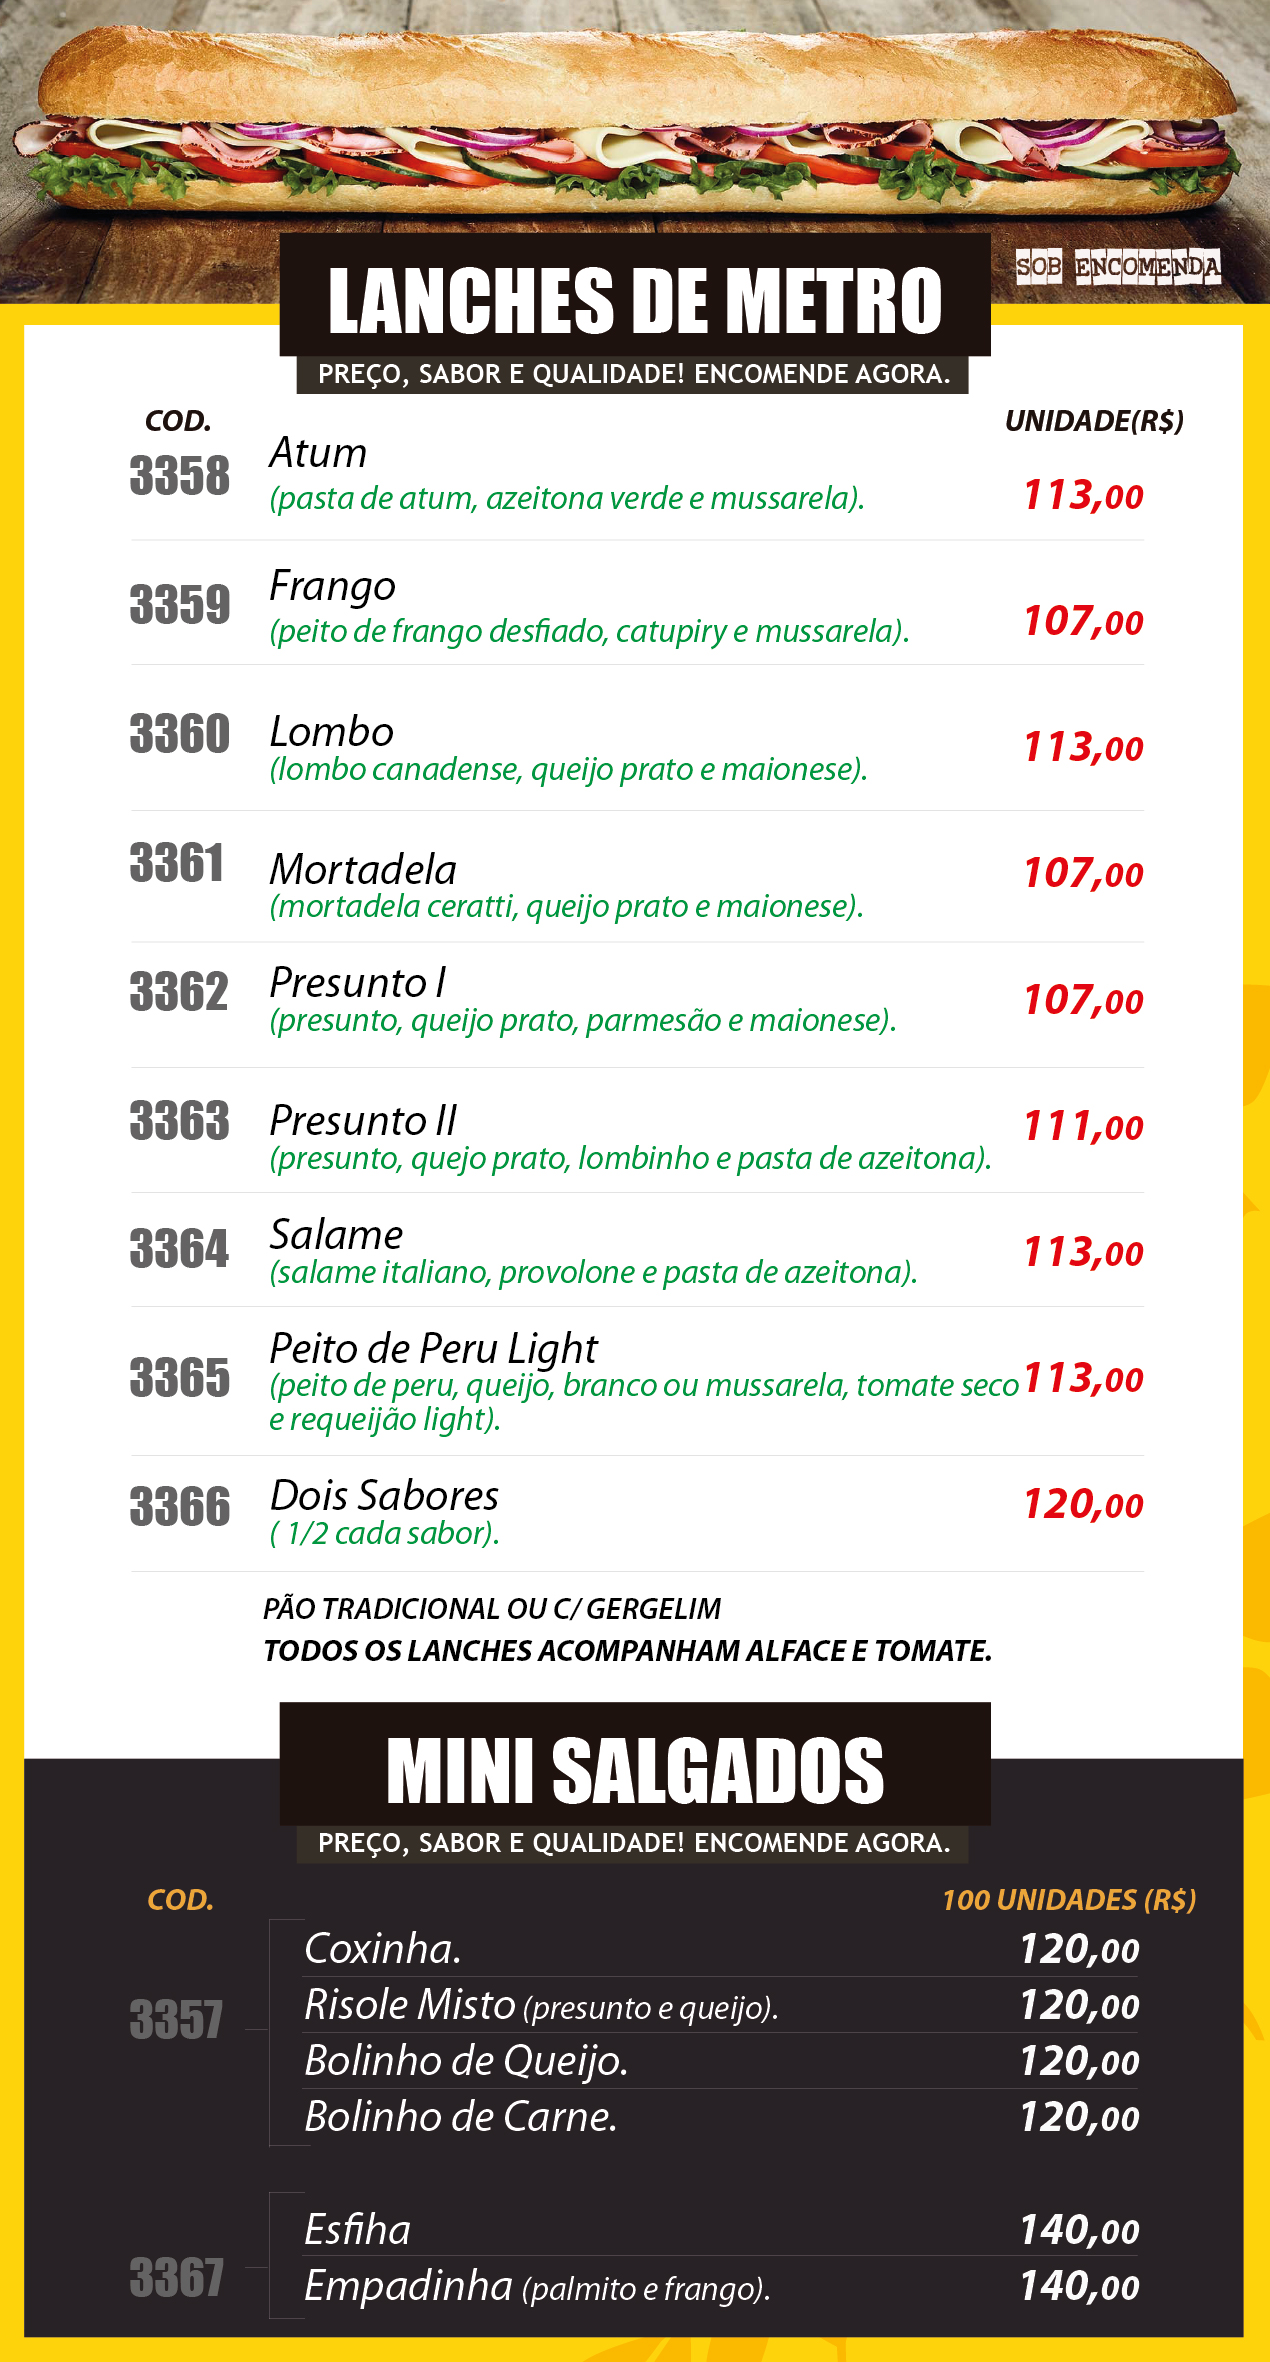 SOB ENCOMENDA
LANCHES DE METRO
PREÇO, SABOR E QUALIDADE! ENCOMENDE AGORA.
COD. UNIDADE(R$)
3358 Atum
(pasta de atum, azeitona verde e mussarela). 113,00
3359 Frango
(peito de frango desfiado, catupiry e mussarela). 107,00
3360 Lombo 113,00
(lombo canadense, queijo prato e maionese).
3361 Mortadela 107,00
(mortadela ceratti, queijo prato e maionese).
3362 Presunto I 107,00
(presunto, queijo prato, parmesão e maionese).
3363 Presunto II 111,00
(presunto, quejo prato, lombinho e pasta de azeitona).
3364 Salame 113,00
(salame italiano, provolone e pasta de azeitona).
Peito de Peru Light
3365 (peito de peru, queijo, branco ou mussarela, tomate seco 113,00
e requeijão light).
3366 Dois Sabores 120,00
( 1/2 cada sabor).
PÃO TRADICIONAL OU C/ GERGELIM
TODOS OS LANCHES ACOMPANHAM ALFACE E TOMATE.
MINI SALGADOS
PREÇO, SABOR E QUALIDADE! ENCOMENDE AGORA.
COD. 100 UNIDADES (R$)
Coxinha. 120,00
3357 Risole Misto (presunto e queijo). 120,00
Bolinho de Queijo. 120,00
Bolinho de Carne. 120,00
Esfiha 140,00
3367 Empadinha (palmito e frango). 140,00